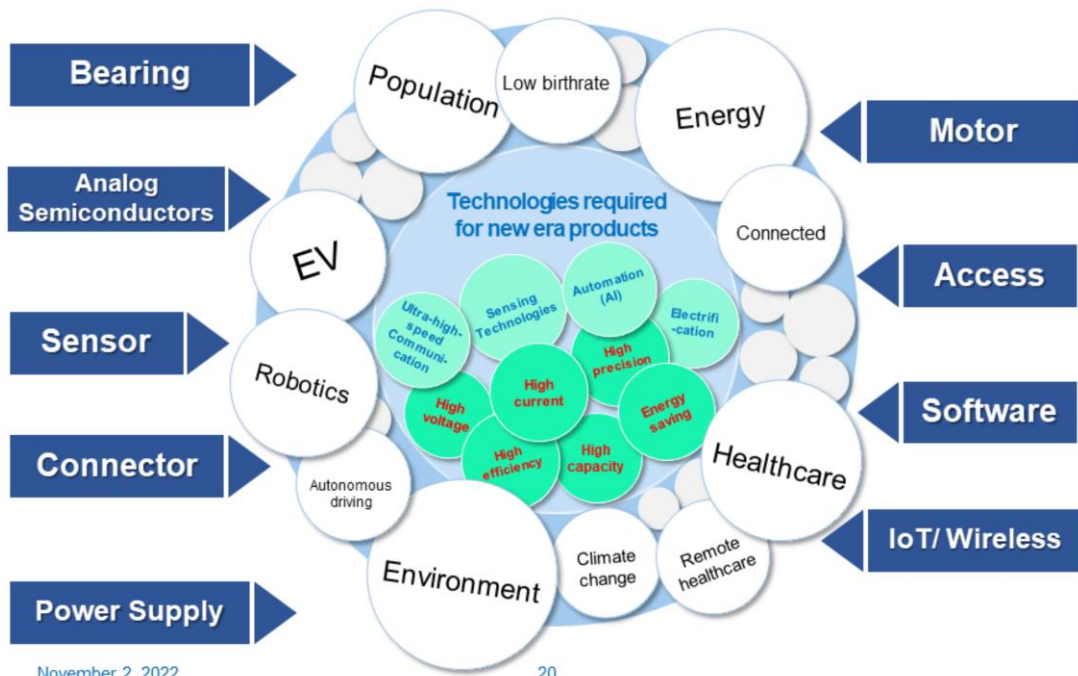 Bearing
Analog
Semiconductors
Sensor
Connector
Power Supply
Population
Low birthrate
Energy
Connected
EV
Robotics
Autonomous
driving
Environment
Climate
change
Remote
healthcare
Healthcare
Technologies required
for new era products
Ultra-high-
speed
Communi-
cation
Sensing
Technologies
Automation
(AI)
Electrifi
-cation
High
voltage
High
current
High
precision
Energy
saving
High
efficiency
High
capacity
Motor
Access
Software
IoT/ Wireless
November 2, 2022
20